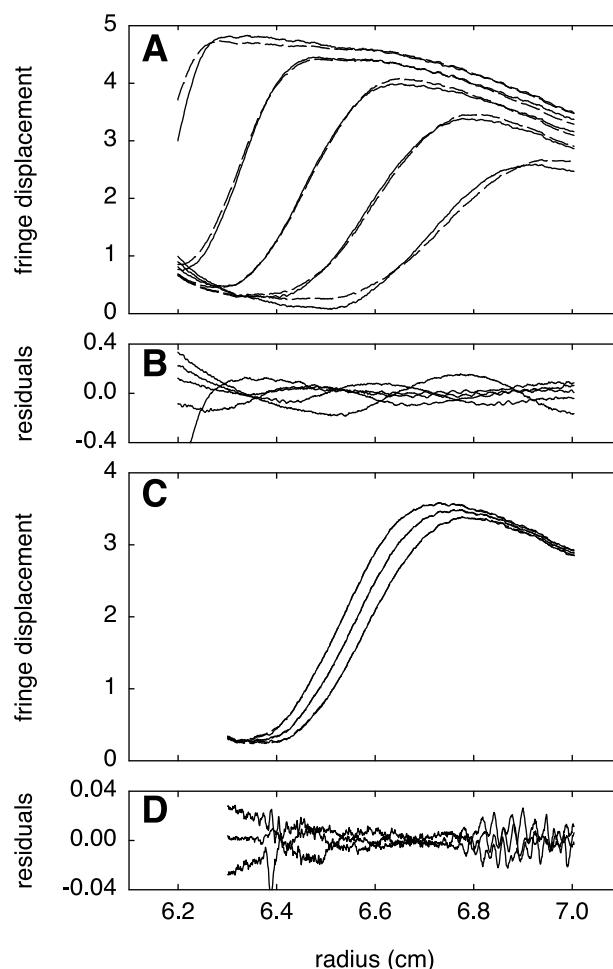 A
5
4
3
2
1
0
fringe displacement
B
0.4
0.0
-0.4
residuals
C
4
3
2
1
0
fringe displacement
D
0.04
0.00
-0.04
residuals
6.2 6.4 6.6 6.8 7.0
radius (cm)